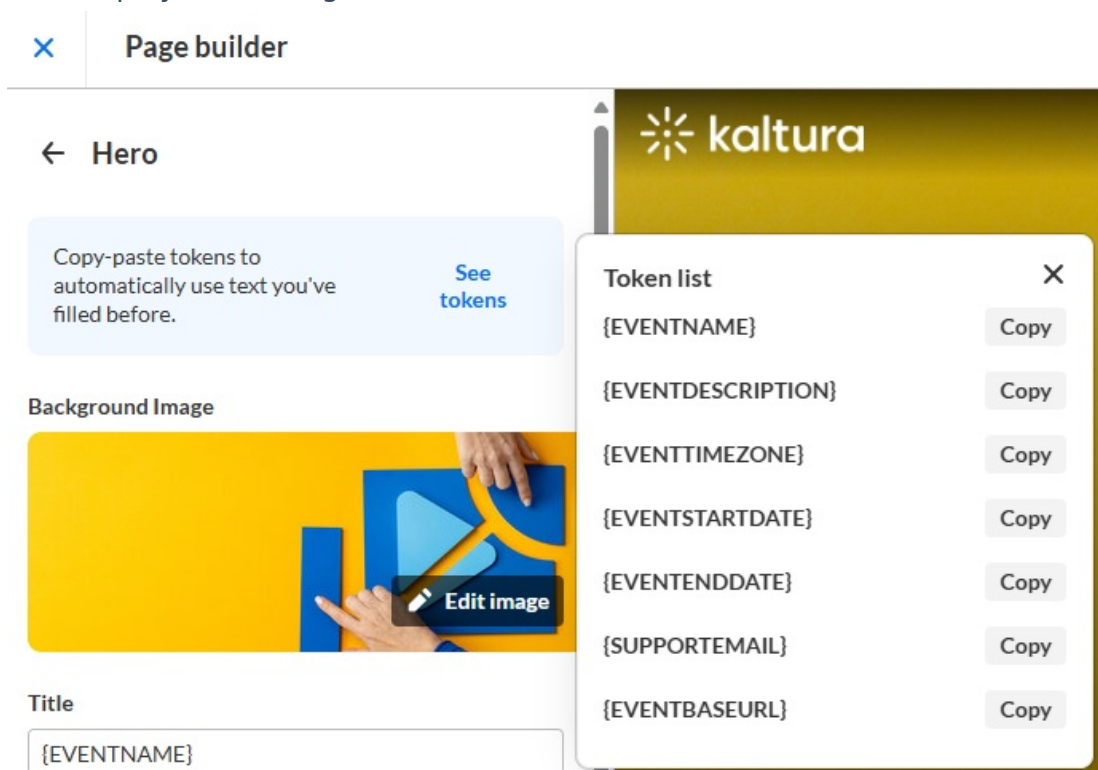 Page builder
Hero
Copy-paste tokens to
automatically use text you've
filled before.
See
tokens
Background Image
Edit image
Title
{EVENTNAME}
kaltura
Token list
{EVENTNAME} Copy
{EVENTDESCRIPTION} Copy
{EVENTTIMEZONE} Copy
{EVENTSTARTDATE} Copy
{EVENTENDDATE} Copy
{SUPPORTEMAIL} Copy
{EVENTBASEURL} Copy